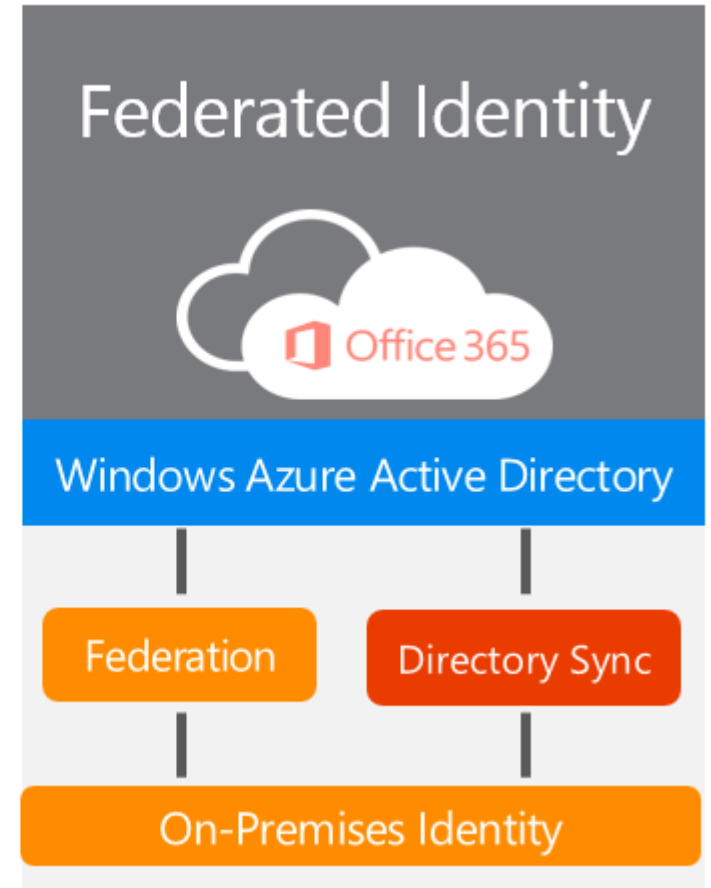 Federated Identity
Office 365
Windows Azure Active Directory
Federation
Directory Sync
On-Premises Identity